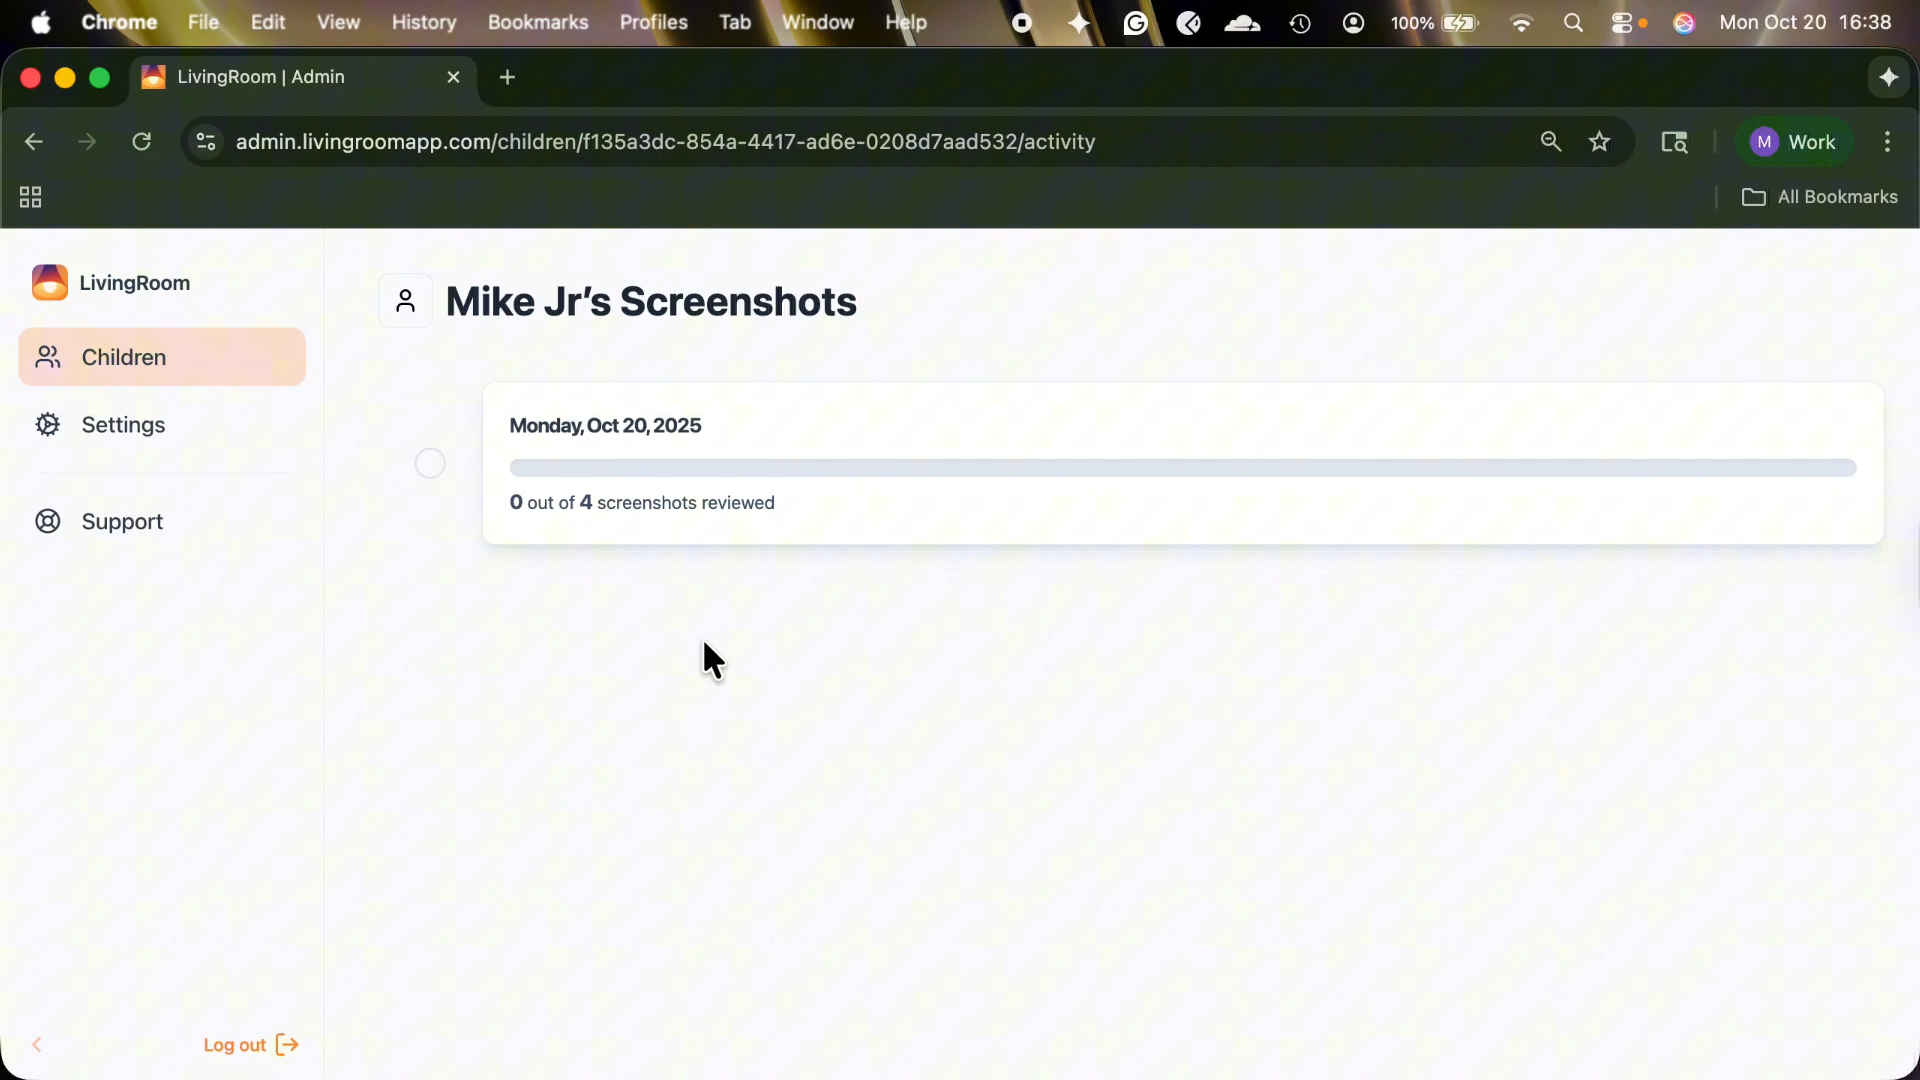 Chrome File Edit View History Bookmarks Profiles Tab Window Help 100% Mon Oct 20 16:38
LivingRoom | Admin
admin.livingroomapp.com/children/f135a3dc-854a-4417-ad6e-0208d7aad532/activity
M Work
All Bookmarks
LivingRoom
Children
Settings
Support
Log out
Mike Jr's Screenshots
Monday, Oct 20, 2025
0 out of 4 screenshots reviewed